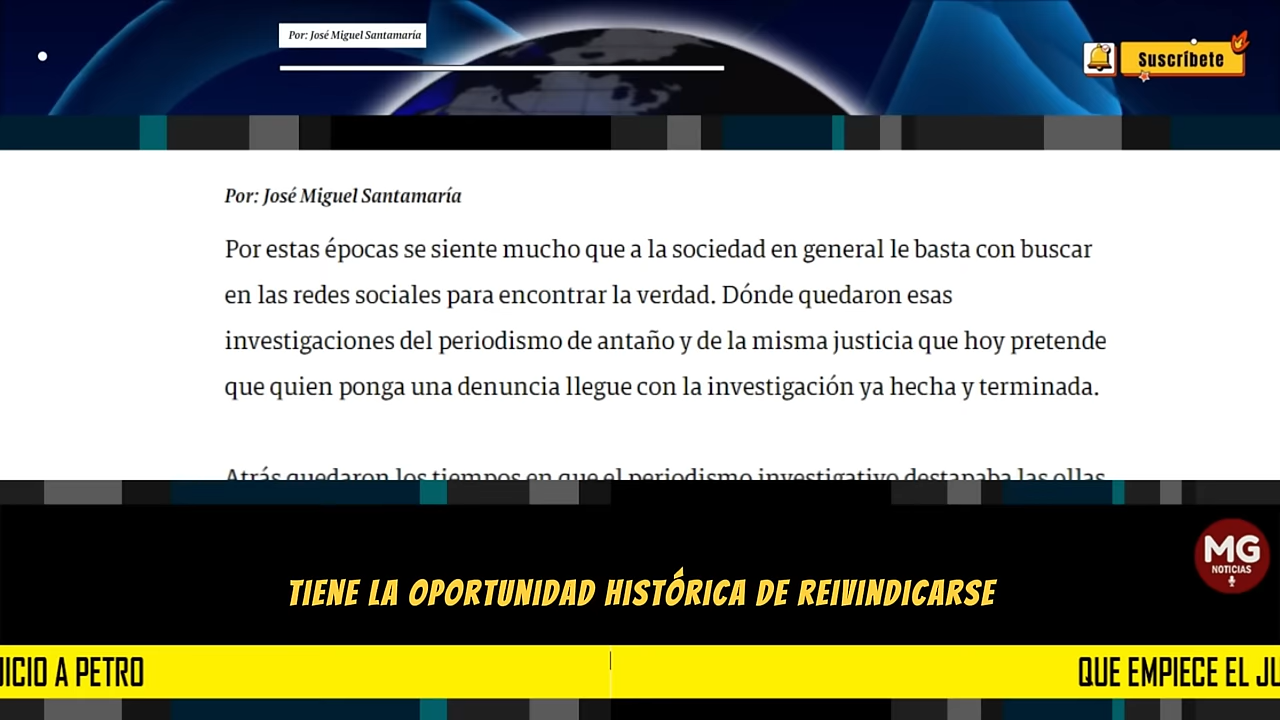 Por: José Miguel Santamaría
Suscríbete
Por: José Miguel Santamaría
Por estas épocas se siente mucho que a la sociedad en general le basta con buscar
en las redes sociales para encontrar la verdad. Dónde quedaron esas
investigaciones del periodismo de antaño y de la misma justicia que hoy pretende
que quien ponga una denuncia llegue con la investigación ya hecha y terminada.
Atrás quedaron los tiempos en que el periodismo investigativo destapaba las ollas
MG
NOTICIAS
TIENE LA OPORTUNIDAD HISTÓRICA DE REIVINDICARSE
UICIO A PETRO
QUE EMPIECE EL JU